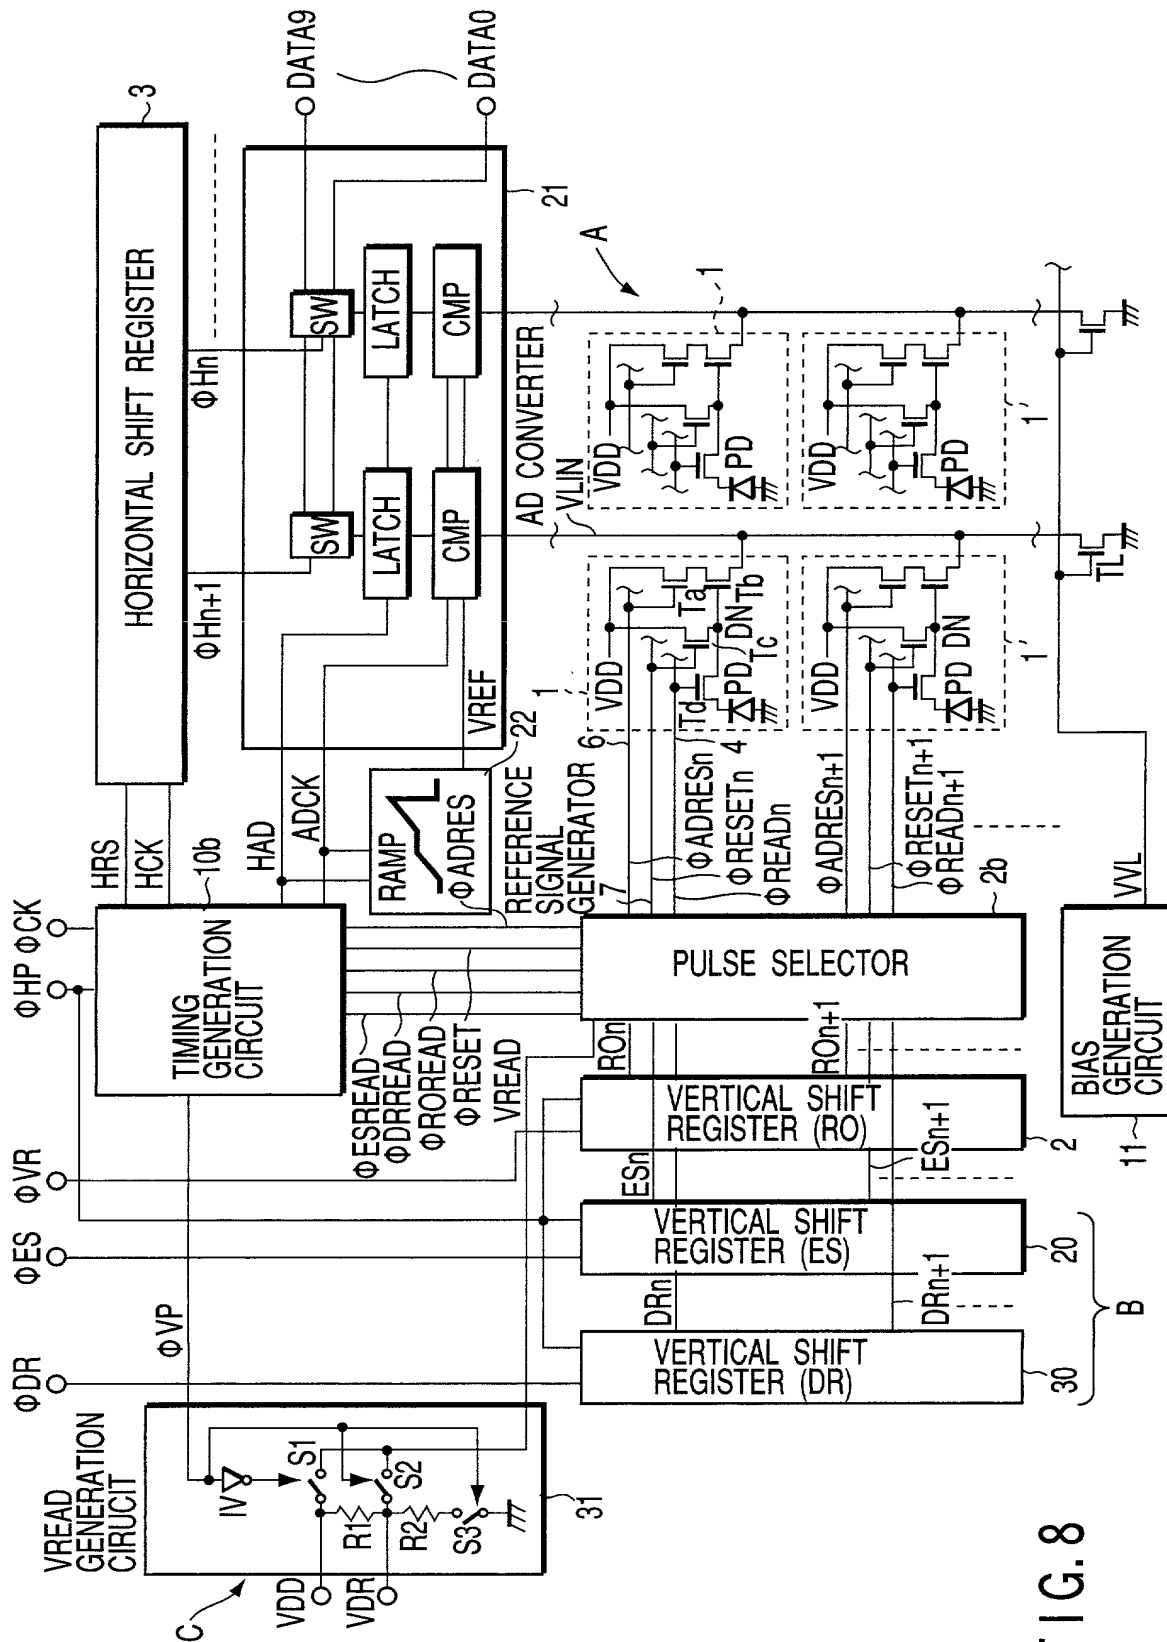 ΦDR
ΦES
ΦVR
ΦHP
ΦCK
HRS
HCK
3
HORIZONTAL SHIFT REGISTER
ΦHn+1
ΦHn
DATA9
DATA0
VREAD
GENERATION
CIRUCIT
C
VDD
VDR
IV
S1
S2
S3
R1
R2
31
ΦVP
10b
TIMING
GENERATION
CIRCUIT
HAD
ADCK
RAMP
VREF
22
REFERENCE
SIGNAL
GENERATOR
SW
SW
LATCH
LATCH
CMP
CMP
21
AD CONVERTER
VLIN
A
ΦESREAD
ΦDRREAD
ΦROREAD
ΦRESET
ΦADRES
VREAD
VERTICAL SHIFT
REGISTER (DR)
30
VERTICAL SHIFT
REGISTER (ES)
20
B
VERTICAL SHIFT
REGISTER (RO)
2
DRn
DRn+1
ESn
ESn+1
ROn
ROn+1
PULSE SELECTOR
2b
7
6
4
ΦADRESn
ΦRESETn
ΦREADn
ΦADRESn+1
ΦRESETn+1
ΦREADn+1
1
VDD
Ta
Tb
Tc
Td
DN
PD
1
VDD
PD
1
VDD
DN
PD
1
VDD
PD
TL
BIAS
GENERATION
CIRCUIT
11
VVL
I G. 8